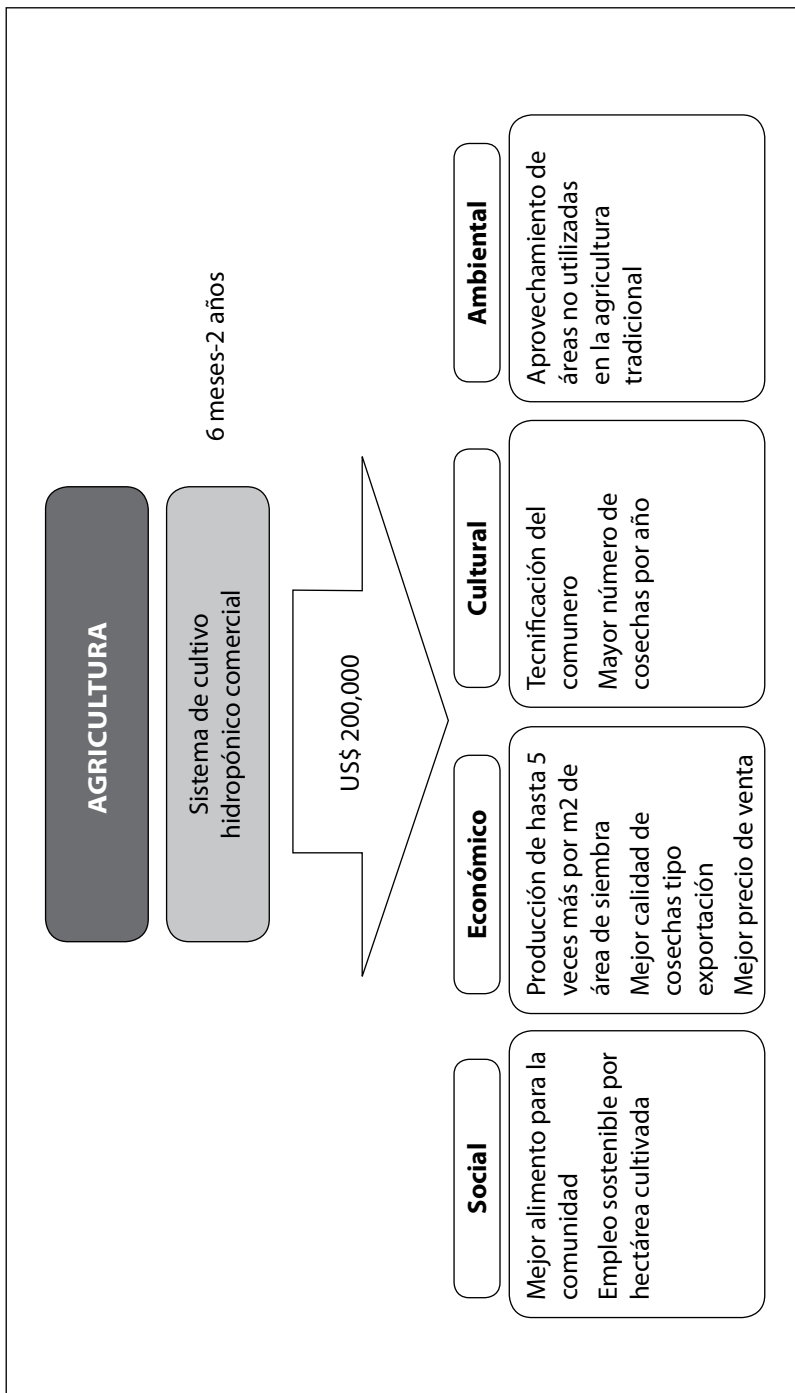 AGRICULTURA
Sistema de cultivo
hidropónico comercial
6 meses-2 años
US$ 200,000
Social
Mejor alimento para la
comunidad
Empleo sostenible por
hectárea cultivada
Económico
Producción de hasta 5
veces más por m2 de
área de siembra
Mejor calidad de
cosechas tipo
exportación
Mejor precio de venta
Cultural
Tecnificación del
comunero
Mayor número de
cosechas por año
Ambiental
Aprovechamiento de
áreas no utilizadas
en la agricultura
tradicional